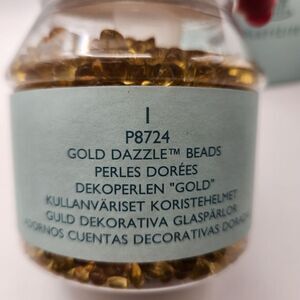 I
P8724
GOLD DAZZLE™ BEADS
PERLES DORÉES
DEKOPERLEN "GOLD"
KULLANVÄRISET KORISTEHELMET
GULD DEKORATIVA GLASPÄRLOR
ADORNOS CUENTAS DECORATIVAS DORADAS